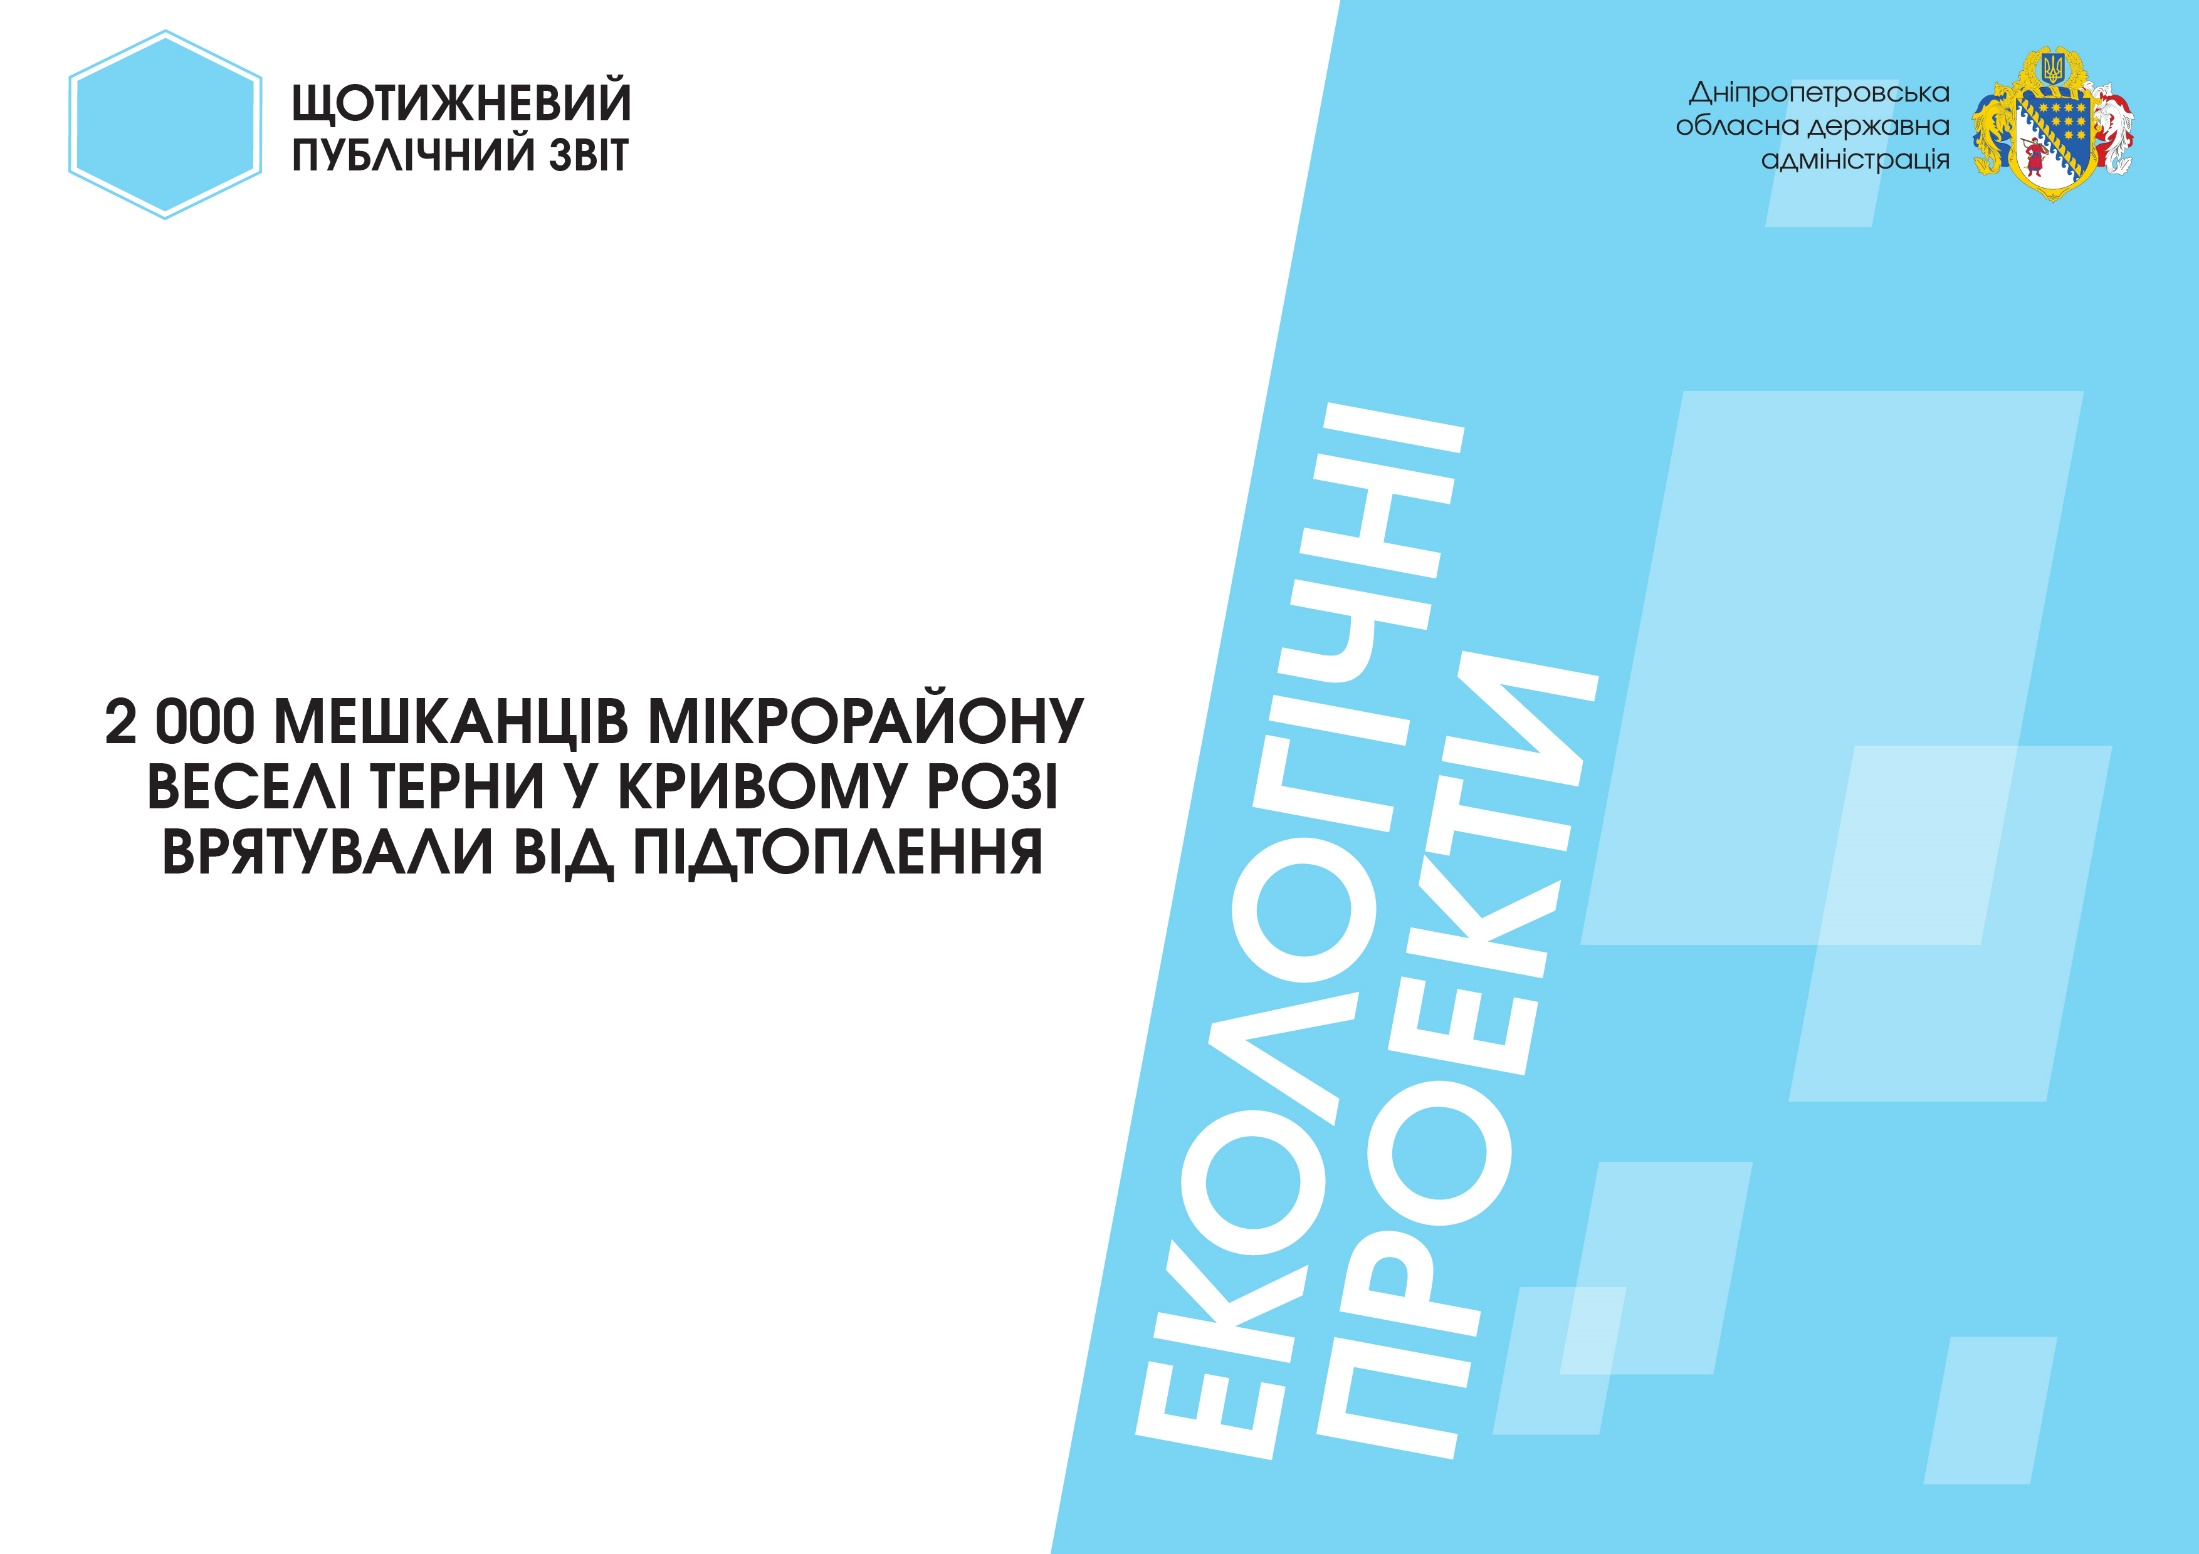 ЩОТИЖНЕВИЙ
ПУБЛІЧНИЙ ЗВІТ
Дніпропетровська
обласна державна
адміністрація
2 000 МЕШКАНЦІВ МІКРОРАЙОНУ
ВЕСЕЛІ ТЕРНИ У КРИВОМУ РОЗІ
ВРЯТУВАЛИ ВІД ПІДТОПЛЕННЯ
ЕКОЛОГІЧНІ
ПРОЕКТИ